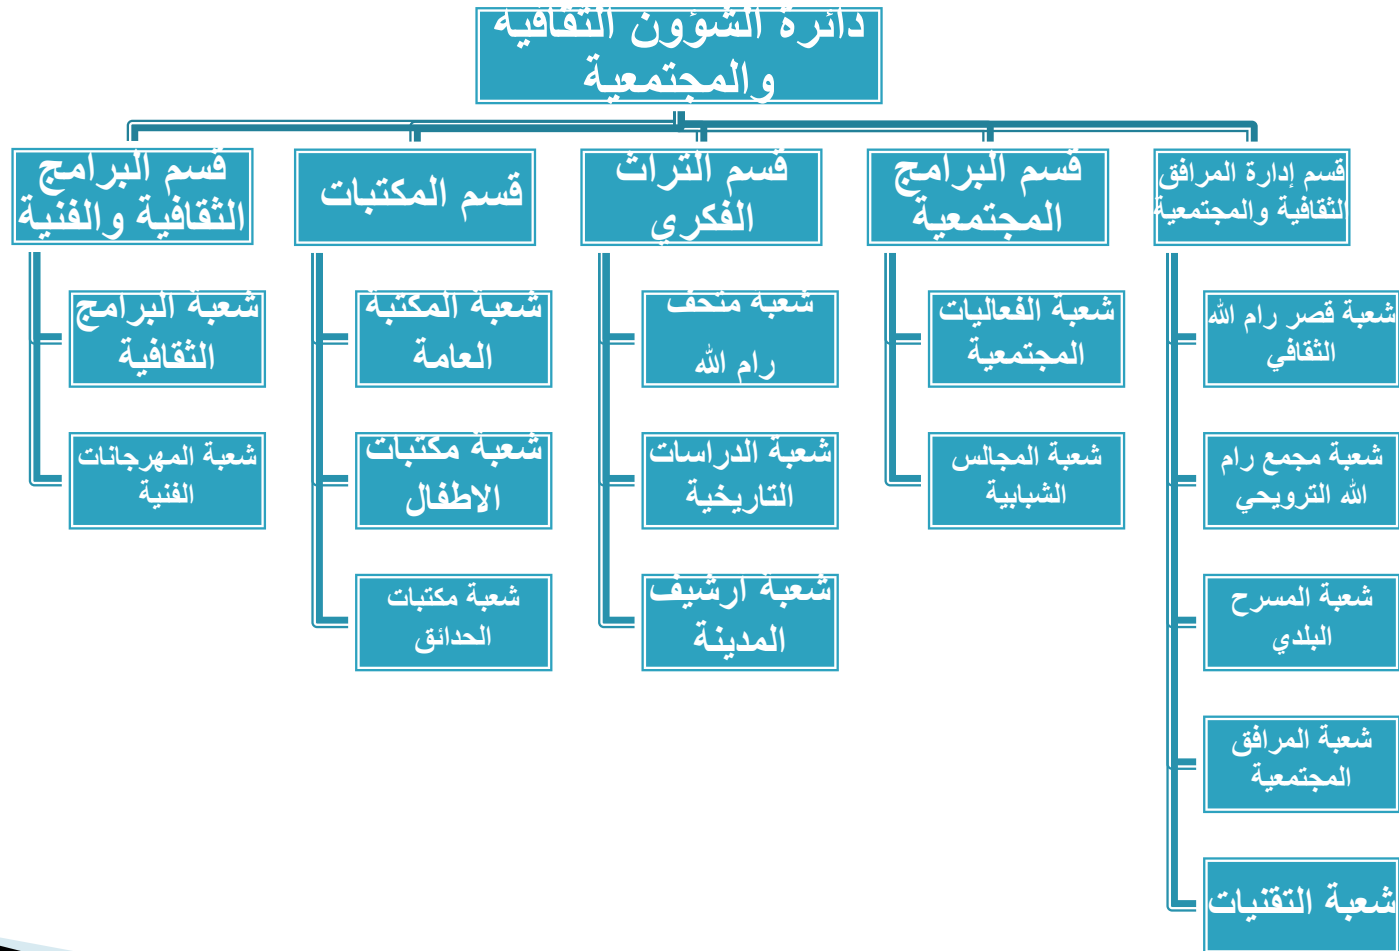 دائرة الشؤون الثقافية
والمجتمعية
قسم إدارة المرافق
الثقافية والمجتمعية
شعبة قصر رام الله
الثقافي
شعبة مجمع رام
الله الترويحي
شعبة المسرح
البلدي
شعبة المرافق
المجتمعية
شعبة التقنيات
قسم البرامج
المجتمعية
شعبة الفعاليات
المجتمعية
شعبة المجالس
الشبابية
قسم التراث
الفكري
شعبة متحف
رام الله
شعبة الدراسات
التاريخية
شعبة ارشيف
المدينة
قسم المكتبات
شعبة المكتبة
العامة
شعبة مكتبات
الاطفال
شعبة مكتبات
الحدائق
قسم البرامج
الثقافية والفنية
شعبة البرامج
الثقافية
شعبة المهرجانات
الفنية